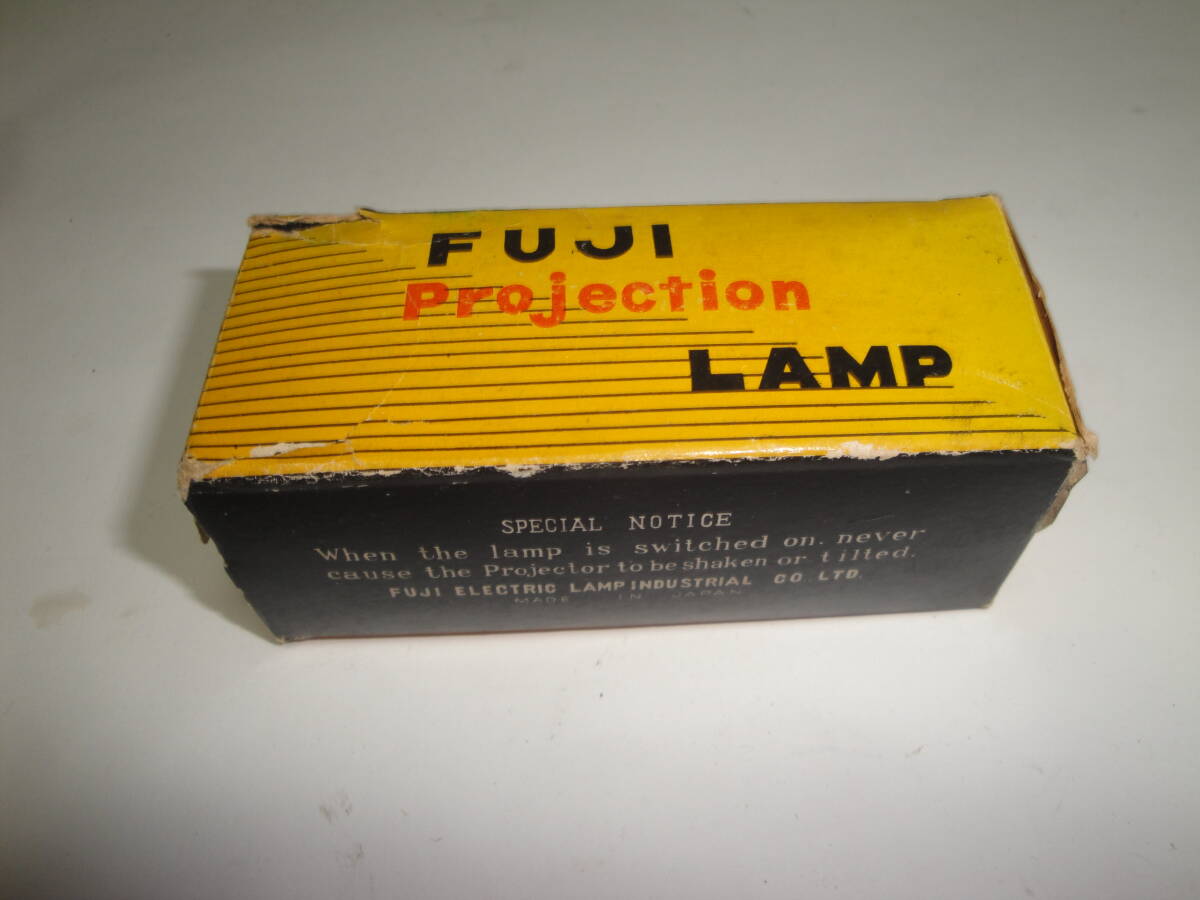 FUJI
Projection
LAMP
SPECIAL NOTICE
When the lamp is switched on. never
cause the Projector to be shaken or tilted.
FUJI ELECTRIC LAMP INDUSTRIAL CO LTD.
MADE IN JAPAN